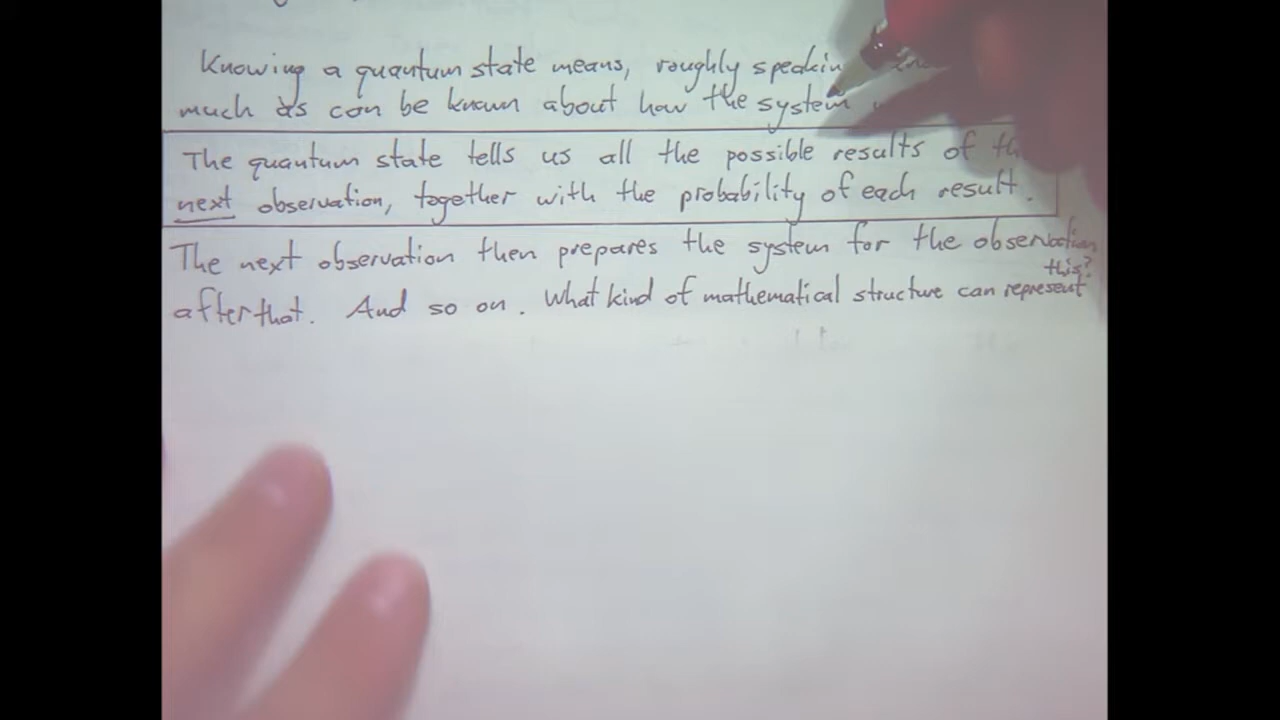 Knowing a quantum state means, roughly speakin
much as can be known about how the system
The quantum state tells us all the possible results of th
next observation, together with the probability of each result.
The next observation then prepares the system for the observation
this?
after that. And so on. What kind of mathematical structure can represent